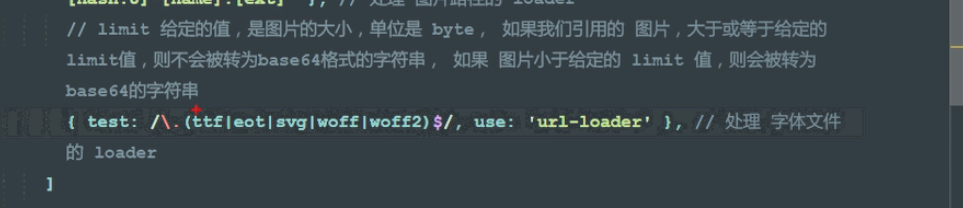 [hash:8]-[name].[ext]' }, // 处理 图片路径的 loader
// limit 给定的值,是图片的大小,单位是 byte, 如果我们引用的 图片,大于或等于给定的
limit值,则不会被转为base64格式的字符串, 如果 图片小于给定的 limit 值,则会被转为
base64的字符串
{ test: /\.(ttf|eot|svg|woff|woff2)$/, use: 'url-loader' }, // 处理 字体文件
的 loader
]